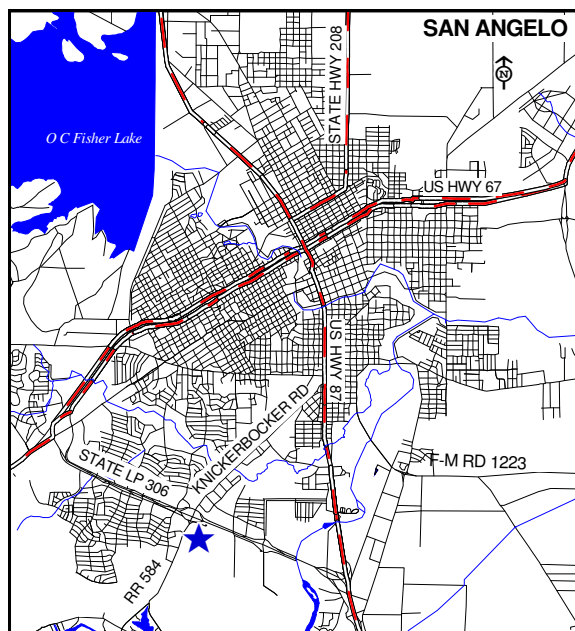 SAN ANGELO
N
STATE HWY 208
O C Fisher Lake
US HWY 67
US HWY 87
KNICKERBOCKER RD
STATE LP 306
F-M RD 1223
RR 584